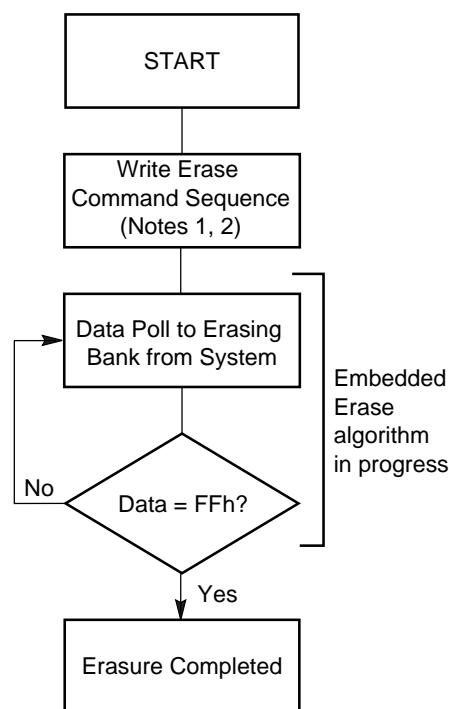 START
Write Erase
Command Sequence
(Notes 1, 2)
Data Poll to Erasing
Bank from System
Embedded
Erase
algorithm
in progress
No
Data = FFh?
Yes
Erasure Completed